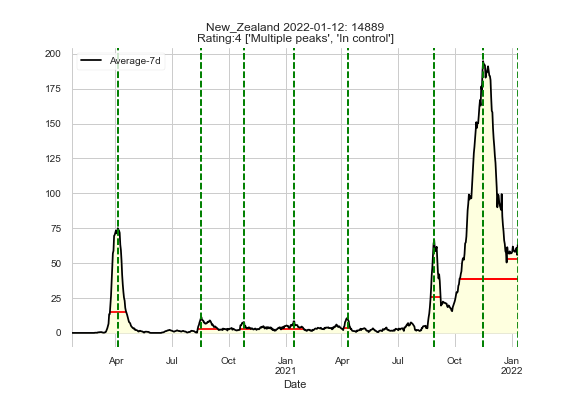 New_Zealand 2022-01-12: 14889
Rating:4 ['Multiple peaks', 'In control']
Average-7d
200
175
150
125
100
75
50
25
0
Apr
Jul
Oct
Jan
2021
Apr
Jul
Oct
Jan
2022
Date